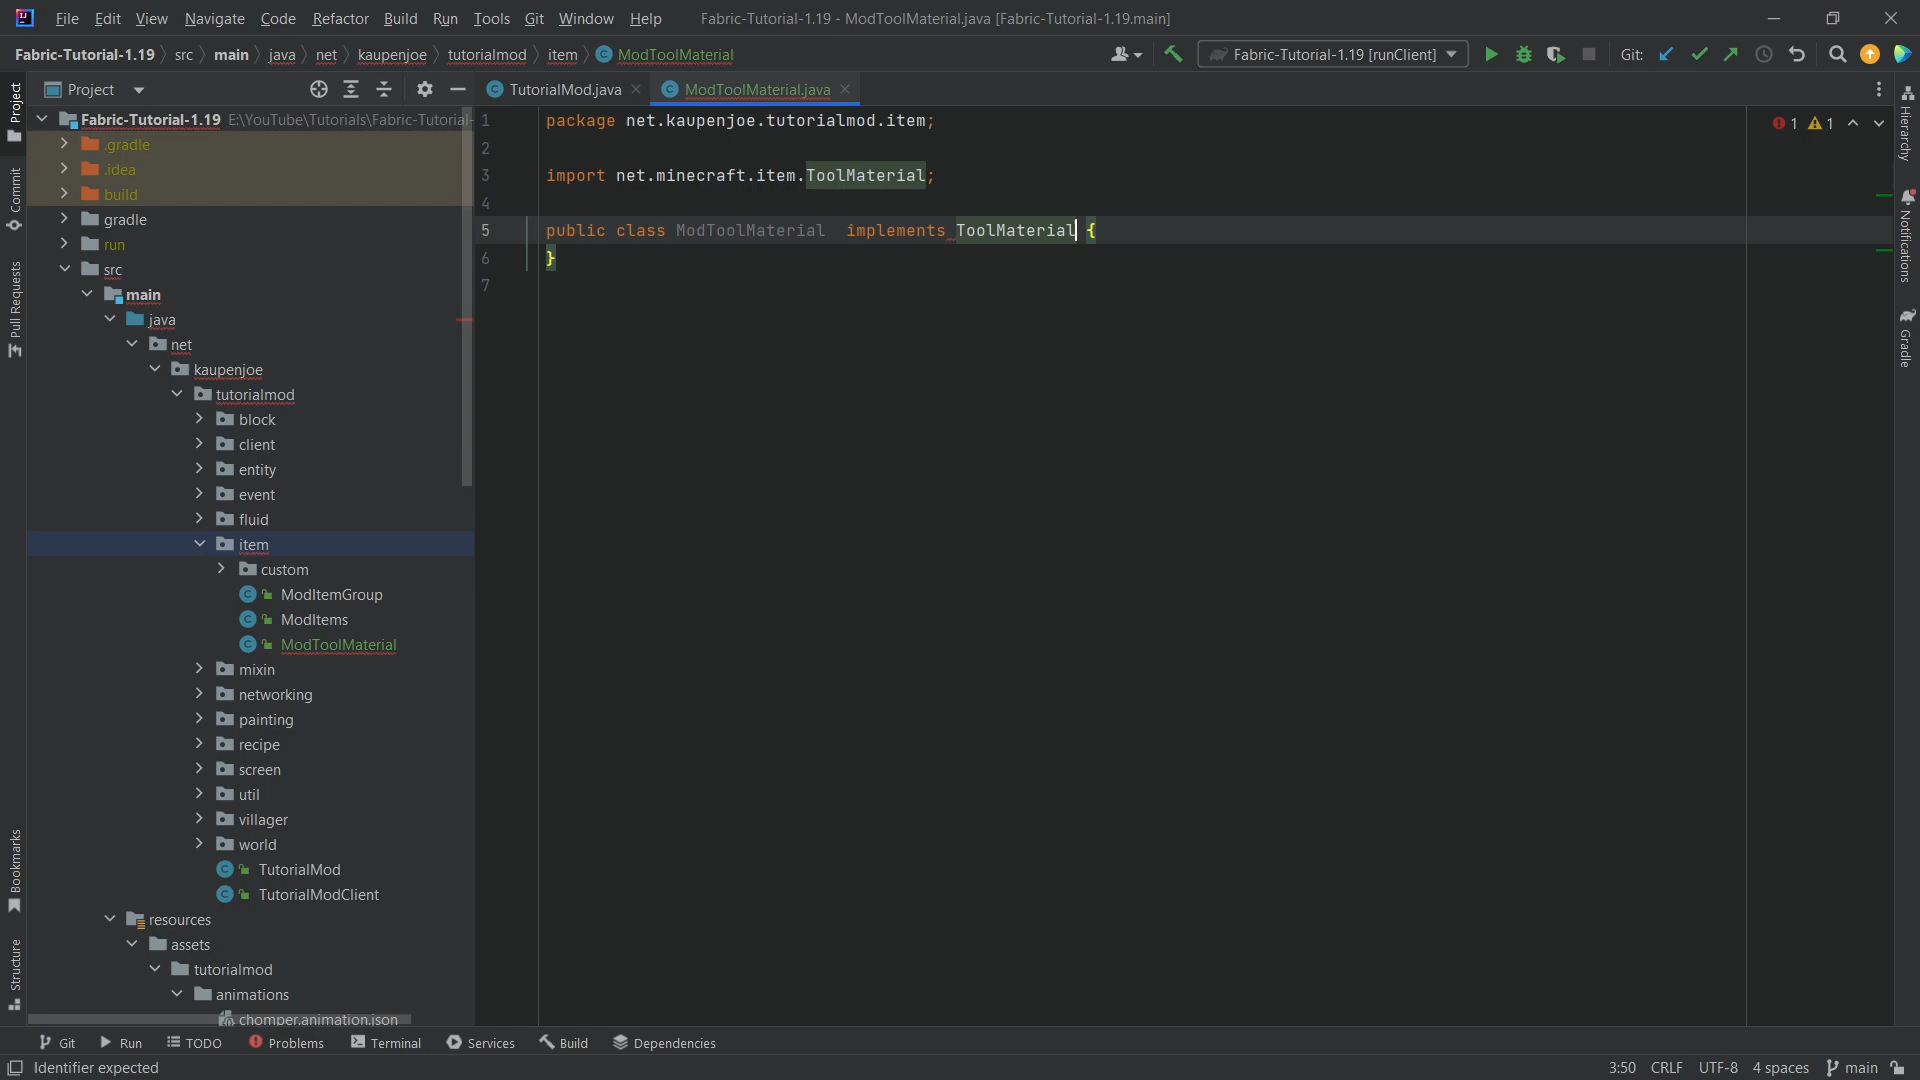 File Edit View Navigate Code Refactor Build Run Tools Git Window Help Fabric-Tutorial-1.19 - ModToolMaterial.java [Fabric-Tutorial-1.19.main]
Fabric-Tutorial-1.19 src main java net kaupenjoe tutorialmod item ModToolMaterial Fabric-Tutorial-1.19 [runClient] Git:
Project TutorialMod.java ModToolMaterial.java
Fabric-Tutorial-1.19 E:\YouTube\Tutorials\Fabric-Tutorial-
.gradle
.idea
build
gradle
run
src
main
java
net
kaupenjoe
tutorialmod
block
client
entity
event
fluid
item
custom
ModItemGroup
ModItems
ModToolMaterial
mixin
networking
painting
recipe
screen
util
villager
world
TutorialMod
TutorialModClient
resources
assets
tutorialmod
animations
chomper.animation.json
1 package net.kaupenjoe.tutorialmod.item;
2
3 import net.minecraft.item.ToolMaterial;
4
5 public class ModToolMaterial  implements ToolMaterial {
6 }
7
1 1
Project
Commit
Pull Requests
Bookmarks
Structure
Hierarchy
Notifications
Gradle
Git Run TODO Problems Terminal Services Build Dependencies
Identifier expected 3:50 CRLF UTF-8 4 spaces main